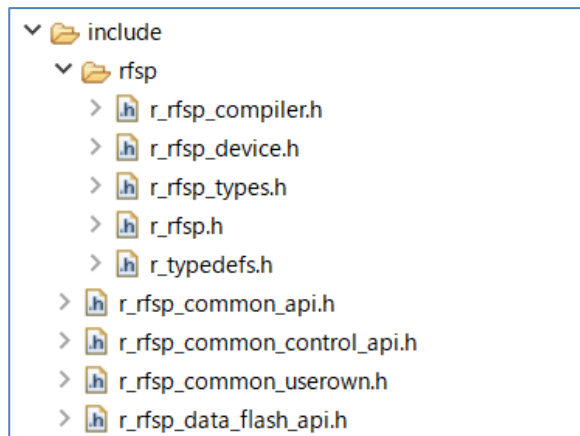 include
rfsp
.h r_rfsp_compiler.h
.h r_rfsp_device.h
.h r_rfsp_types.h
.h r_rfsp.h
.h r_typedefs.h
.h r_rfsp_common_api.h
.h r_rfsp_common_control_api.h
.h r_rfsp_common_userown.h
.h r_rfsp_data_flash_api.h